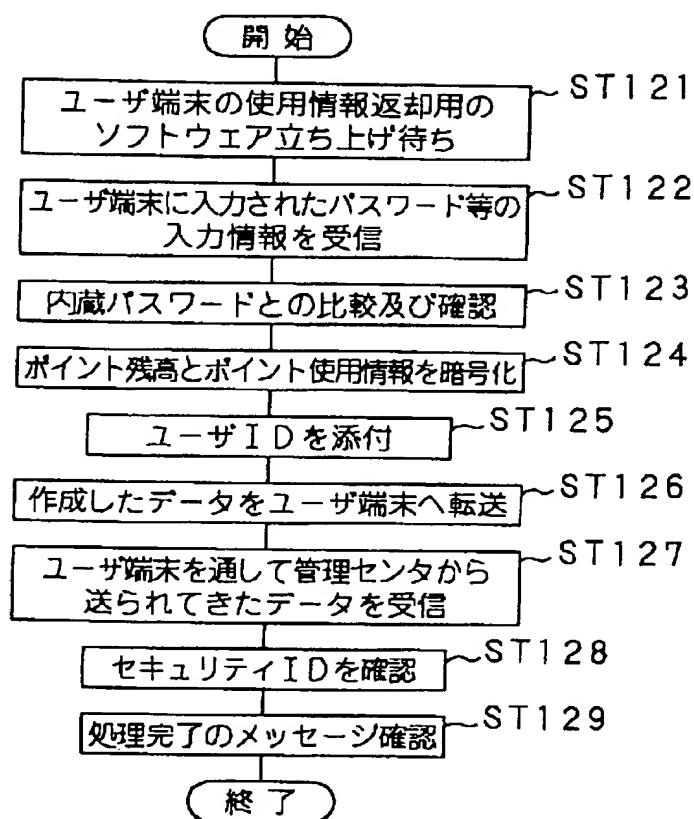 開始
ユーザ端末の使用情報返却用の
ソフトウェア立ち上げ待ち
ST121
ユーザ端末に入力されたパスワード等の
入力情報を受信
ST122
内蔵パスワードとの比較及び確認
ST123
ポイント残高とポイント使用情報を暗号化
ST124
ユーザIDを添付
ST125
作成したデータをユーザ端末へ転送
ST126
ユーザ端末を通して管理センタから
送られてきたデータを受信
ST127
セキュリティIDを確認
ST128
処理完了のメッセージ確認
ST129
終了